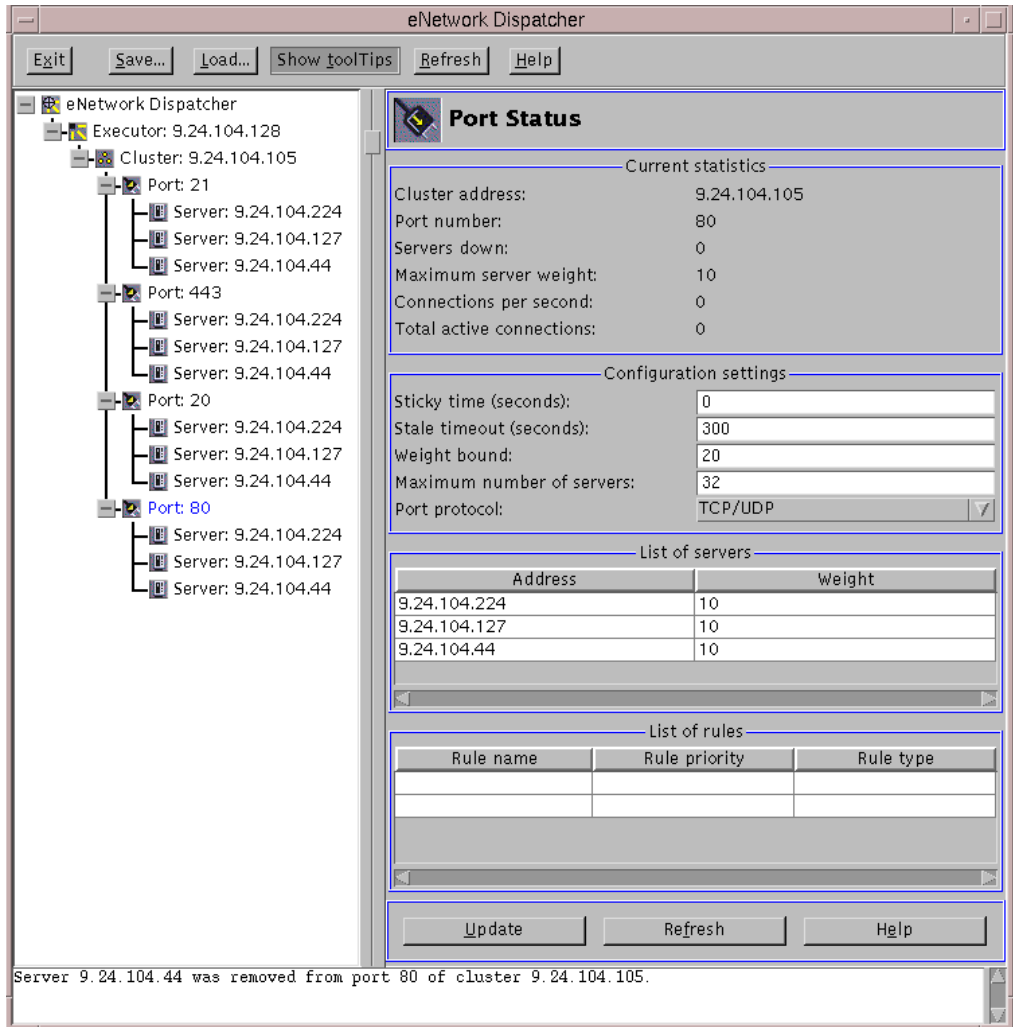 eNetwork Dispatcher
Exit Save... Load... Show toolTips Refresh Help
eNetwork Dispatcher
Executor: 9.24.104.128
Cluster: 9.24.104.105
Port: 21
Server: 9.24.104.224
Server: 9.24.104.127
Server: 9.24.104.44
Port: 443
Server: 9.24.104.224
Server: 9.24.104.127
Server: 9.24.104.44
Port: 20
Server: 9.24.104.224
Server: 9.24.104.127
Server: 9.24.104.44
Port: 80
Server: 9.24.104.224
Server: 9.24.104.127
Server: 9.24.104.44
Port Status
Current statistics
Cluster address: 9.24.104.105
Port number: 80
Servers down: 0
Maximum server weight: 10
Connections per second: 0
Total active connections: 0
Configuration settings
Sticky time (seconds): 0
Stale timeout (seconds): 300
Weight bound: 20
Maximum number of servers: 32
Port protocol: TCP/UDP
List of servers
Address Weight
9.24.104.224 10
9.24.104.127 10
9.24.104.44 10
List of rules
Rule name Rule priority Rule type
Update Refresh Help
Server 9.24.104.44 was removed from port 80 of cluster 9.24.104.105.